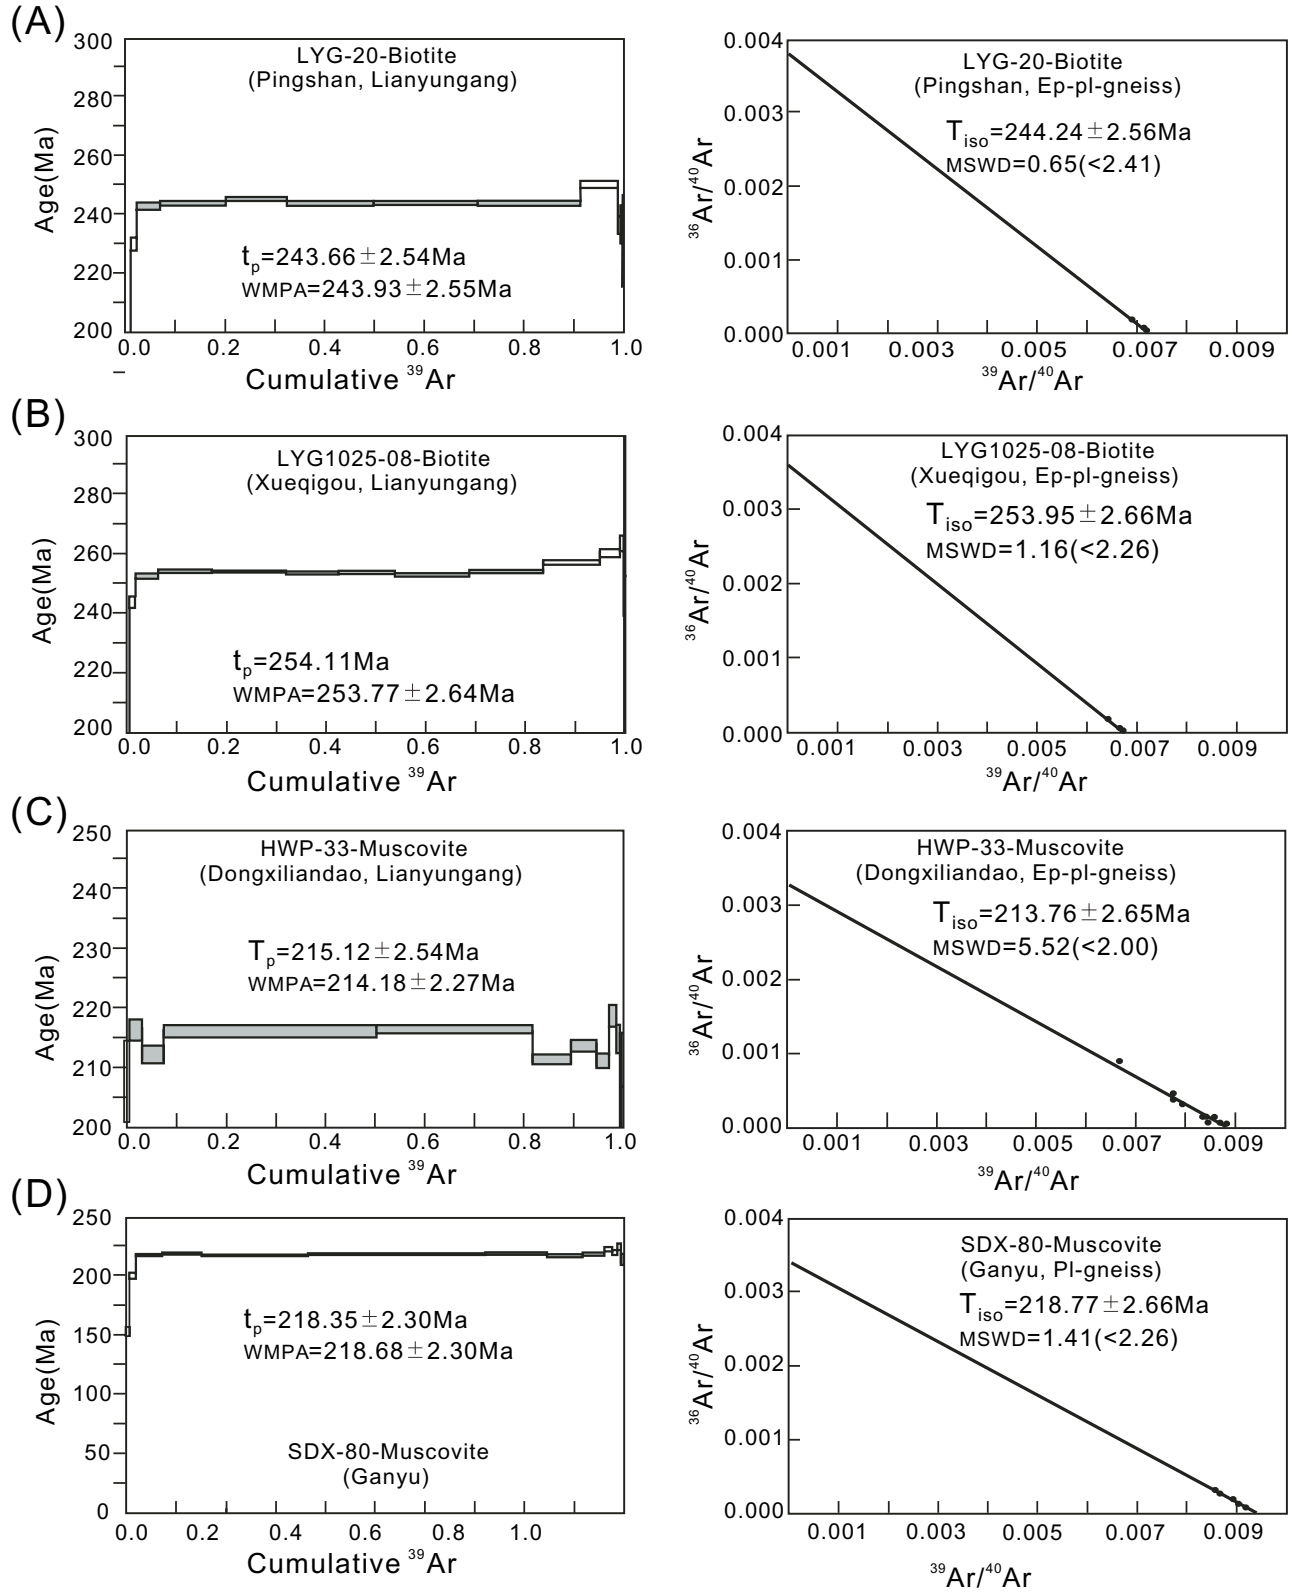 (A)
300
280
260
240
220
200
Age(Ma)
LYG-20-Biotite
(Pingshan, Lianyungang)
tp=243.66±2.54Ma
WMPA=243.93±2.55Ma
0.0 0.2 0.4 0.6 0.8 1.0
Cumulative 39Ar
0.004
0.003
0.002
0.001
0.000
36Ar/40Ar
LYG-20-Biotite
(Pingshan, Ep-pl-gneiss)
Tiso=244.24±2.56Ma
MSWD=0.65(<2.41)
0.001 0.003 0.005 0.007 0.009
39Ar/40Ar
(B)
300
280
260
240
220
200
Age(Ma)
LYG1025-08-Biotite
(Xueqigou, Lianyungang)
tp=254.11Ma
WMPA=253.77±2.64Ma
0.0 0.2 0.4 0.6 0.8 1.0
Cumulative 39Ar
0.004
0.003
0.002
0.001
0.000
36Ar/40Ar
LYG1025-08-Biotite
(Xueqigou, Ep-pl-gneiss)
Tiso=253.95±2.66Ma
MSWD=1.16(<2.26)
0.001 0.003 0.005 0.007 0.009
39Ar/40Ar
(C)
250
240
230
220
210
200
Age(Ma)
HWP-33-Muscovite
(Dongxiliandao, Lianyungang)
Tp=215.12±2.54Ma
WMPA=214.18±2.27Ma
0.0 0.2 0.4 0.6 0.8 1.0
Cumulative 39Ar
0.004
0.003
0.002
0.001
0.000
36Ar/40Ar
HWP-33-Muscovite
(Dongxiliandao, Ep-pl-gneiss)
Tiso=213.76±2.65Ma
MSWD=5.52(<2.00)
0.001 0.003 0.005 0.007 0.009
39Ar/40Ar
(D)
250
200
150
100
50
0
Age(Ma)
tp=218.35±2.30Ma
WMPA=218.68±2.30Ma
SDX-80-Muscovite
(Ganyu)
0.0 0.2 0.4 0.6 0.8 1.0
Cumulative 39Ar
0.004
0.003
0.002
0.001
0.000
36Ar/40Ar
SDX-80-Muscovite
(Ganyu, Pl-gneiss)
Tiso=218.77±2.66Ma
MSWD=1.41(<2.26)
0.001 0.003 0.005 0.007 0.009
39Ar/40Ar